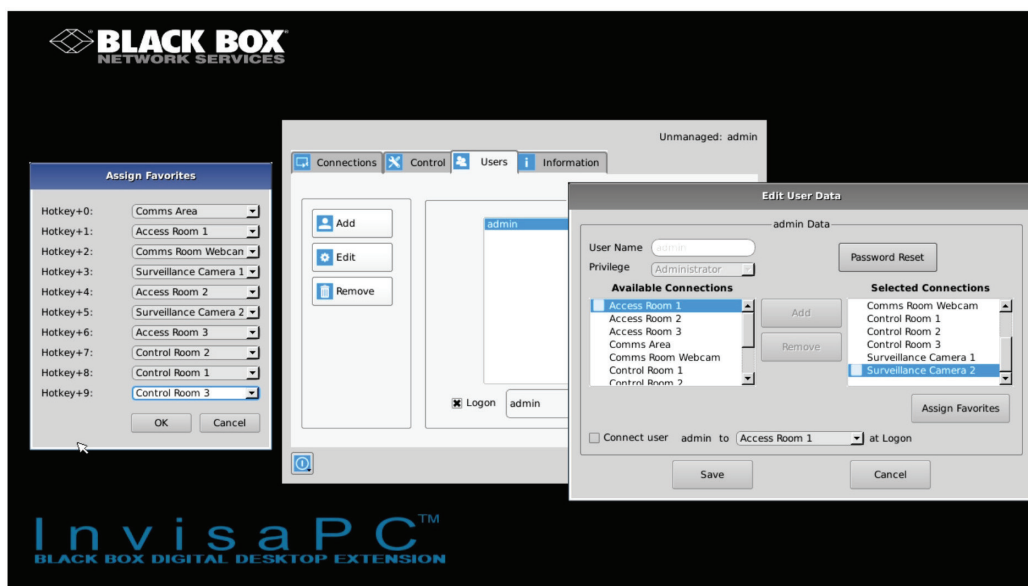 BLACK BOX
NETWORK SERVICES
Unmanaged: admin
Connections
Control
Users
Information
Assign Favorites
Hotkey+0: Comms Area
Hotkey+1: Access Room 1
Hotkey+2: Comms Room Webcam
Hotkey+3: Surveillance Camera 1
Hotkey+4: Access Room 2
Hotkey+5: Surveillance Camera 2
Hotkey+6: Access Room 3
Hotkey+7: Control Room 2
Hotkey+8: Control Room 1
Hotkey+9: Control Room 3
OK
Cancel
Add
Edit
Remove
admin
Logon admin
Edit User Data
admin Data
User Name admin
Privilege Administrator
Password Reset
Available Connections
Access Room 1
Access Room 2
Access Room 3
Comms Area
Comms Room Webcam
Control Room 1
Control Room 2
Add
Remove
Selected Connections
Comms Room Webcam
Control Room 1
Control Room 2
Control Room 3
Surveillance Camera 1
Surveillance Camera 2
Assign Favorites
Connect user admin to Access Room 1 at Logon
Save
Cancel
InvisaPC™
BLACK BOX DIGITAL DESKTOP EXTENSION